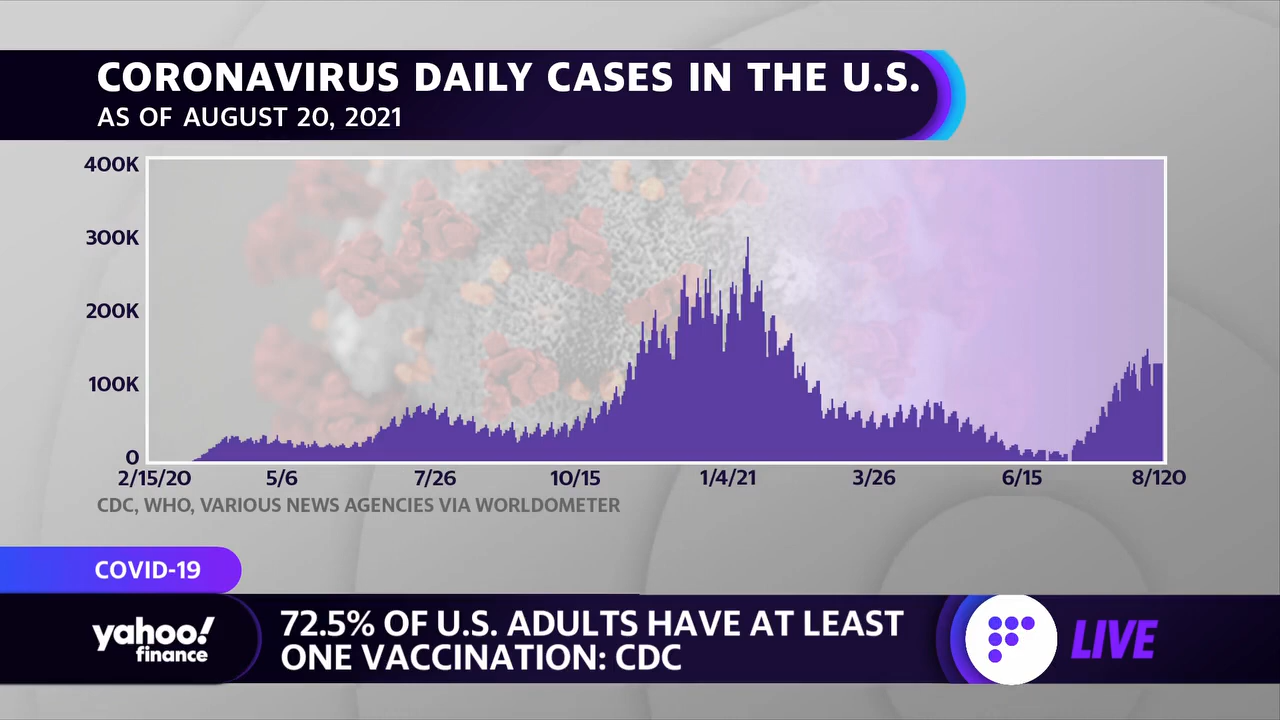 CORONAVIRUS DAILY CASES IN THE U.S.
AS OF AUGUST 20, 2021
400K
300K
200K
100K
0
2/15/20 5/6 7/26 10/15 1/4/21 3/26 6/15 8/120
CDC, WHO, VARIOUS NEWS AGENCIES VIA WORLDOMETER
COVID-19
yahoo!
finance
72.5% OF U.S. ADULTS HAVE AT LEAST
ONE VACCINATION: CDC
LIVE